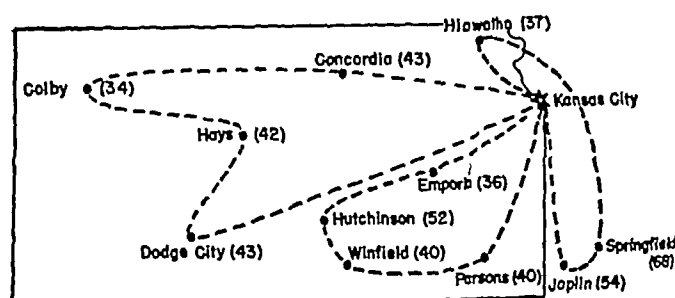 Hiawatha (37)
Concordia (43)
Colby (34)
Kansas City
Hays (42)
Emporia (36)
Hutchinson (52)
Dodge City (43)
Winfield (40)
Parsons (40)
Springfield
(68)
Joplin (54)